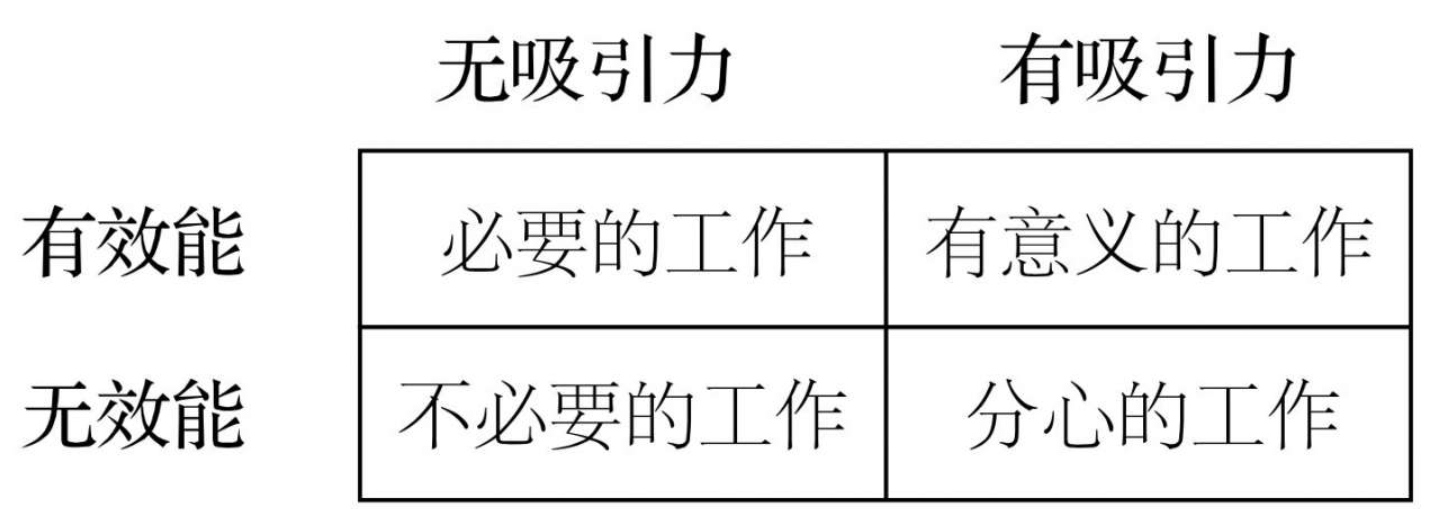 无吸引力 有吸引力
有效能 必要的工作 有意义的工作
无效能 不必要的工作 分心的工作